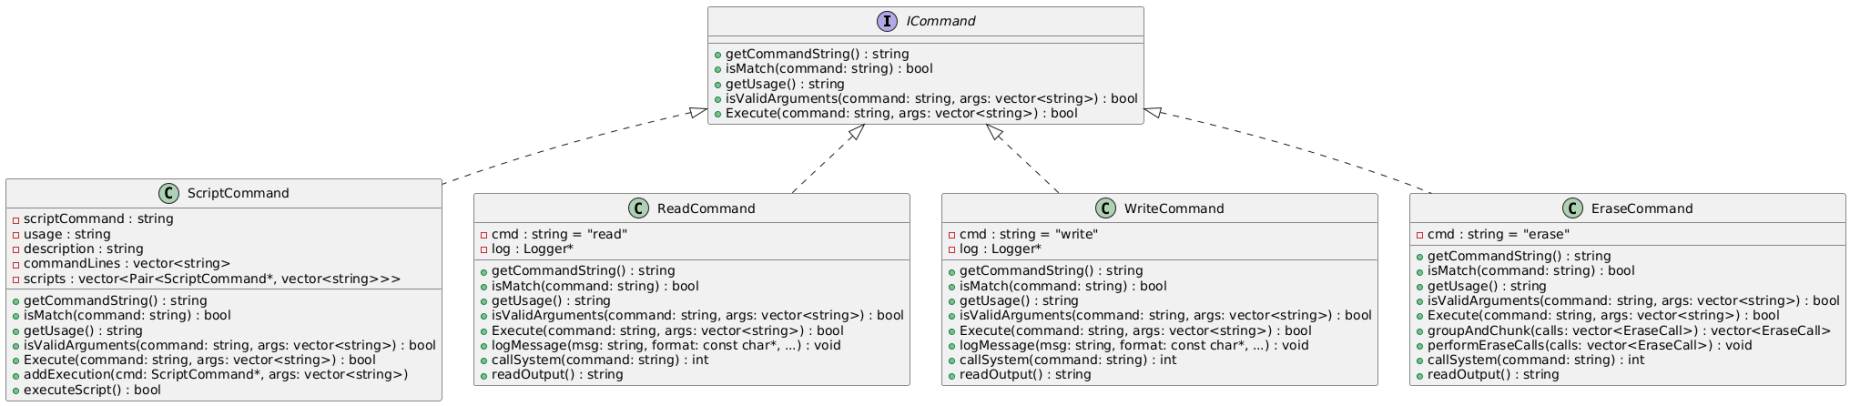 I ICommand
getCommandString() : string
isMatch(command: string) : bool
getUsage() : string
isValidArguments(command: string, args: vector<string>) : bool
Execute(command: string, args: vector<string>) : bool
C ScriptCommand
scriptCommand : string
usage : string
description : string
commandLines : vector<string>
scripts : vector<Pair<ScriptCommand*, vector<string>>>
getCommandString() : string
isMatch(command: string) : bool
getUsage() : string
isValidArguments(command: string, args: vector<string>) : bool
Execute(command: string, args: vector<string>) : bool
addExecution(cmd: ScriptCommand*, args: vector<string>)
executeScript() : bool
C ReadCommand
cmd : string = "read"
log : Logger*
getCommandString() : string
isMatch(command: string) : bool
getUsage() : string
isValidArguments(command: string, args: vector<string>) : bool
Execute(command: string, args: vector<string>) : bool
logMessage(msg: string, format: const char*, ...) : void
callSystem(command: string) : int
readOutput() : string
C WriteCommand
cmd : string = "write"
log : Logger*
getCommandString() : string
isMatch(command: string) : bool
getUsage() : string
isValidArguments(command: string, args: vector<string>) : bool
Execute(command: string, args: vector<string>) : bool
logMessage(msg: string, format: const char*, ...) : void
callSystem(command: string) : int
readOutput() : string
C EraseCommand
cmd : string = "erase"
getCommandString() : string
isMatch(command: string) : bool
getUsage() : string
isValidArguments(command: string, args: vector<string>) : bool
Execute(command: string, args: vector<string>) : bool
groupAndChunk(calls: vector<EraseCall>) : vector<EraseCall>
performEraseCalls(calls: vector<EraseCall>) : void
callSystem(command: string) : int
readOutput() : string